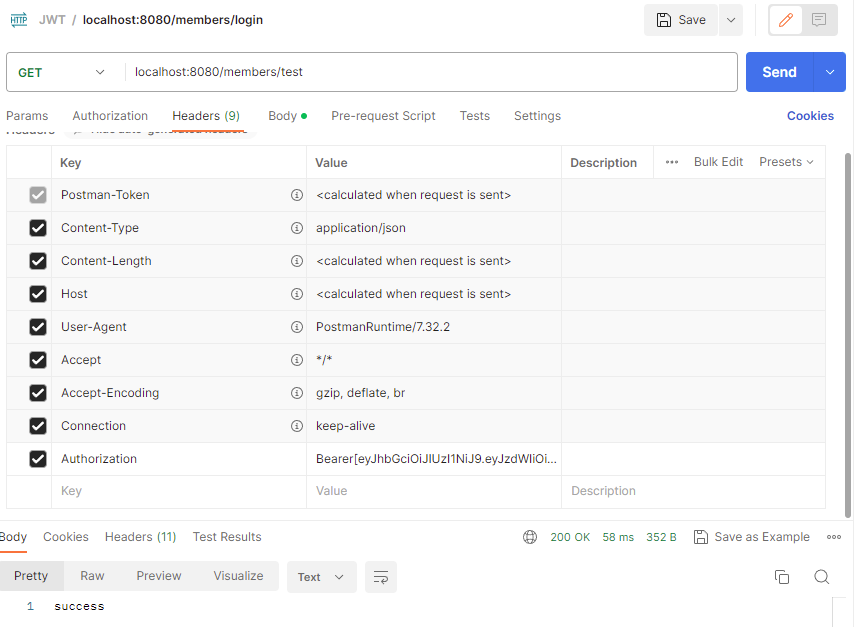 HTTP JWT / localhost:8080/members/login Save
GET localhost:8080/members/test Send
Params Authorization Headers (9) Body Pre-request Script Tests Settings Cookies
Headers Hide auto-generated headers
Key Value Description Bulk Edit Presets
Postman-Token <calculated when request is sent>
Content-Type application/json
Content-Length <calculated when request is sent>
Host <calculated when request is sent>
User-Agent PostmanRuntime/7.32.2
Accept */*
Accept-Encoding gzip, deflate, br
Connection keep-alive
Authorization Bearer[eyJhbGciOiJIUzI1NiJ9.eyJzdWIiOi...
Key Value Description
Body Cookies Headers (11) Test Results 200 OK 58 ms 352 B Save as Example
Pretty Raw Preview Visualize Text
1 success